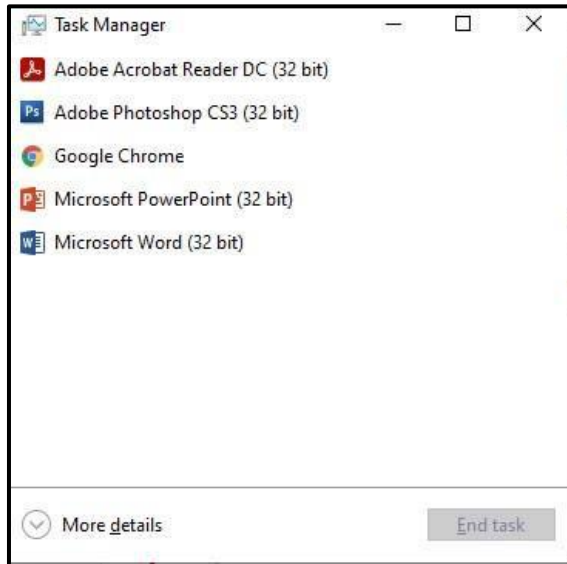 Task Manager
Adobe Acrobat Reader DC (32 bit)
Ps Adobe Photoshop CS3 (32 bit)
Google Chrome
Microsoft PowerPoint (32 bit)
Microsoft Word (32 bit)
More details
End task